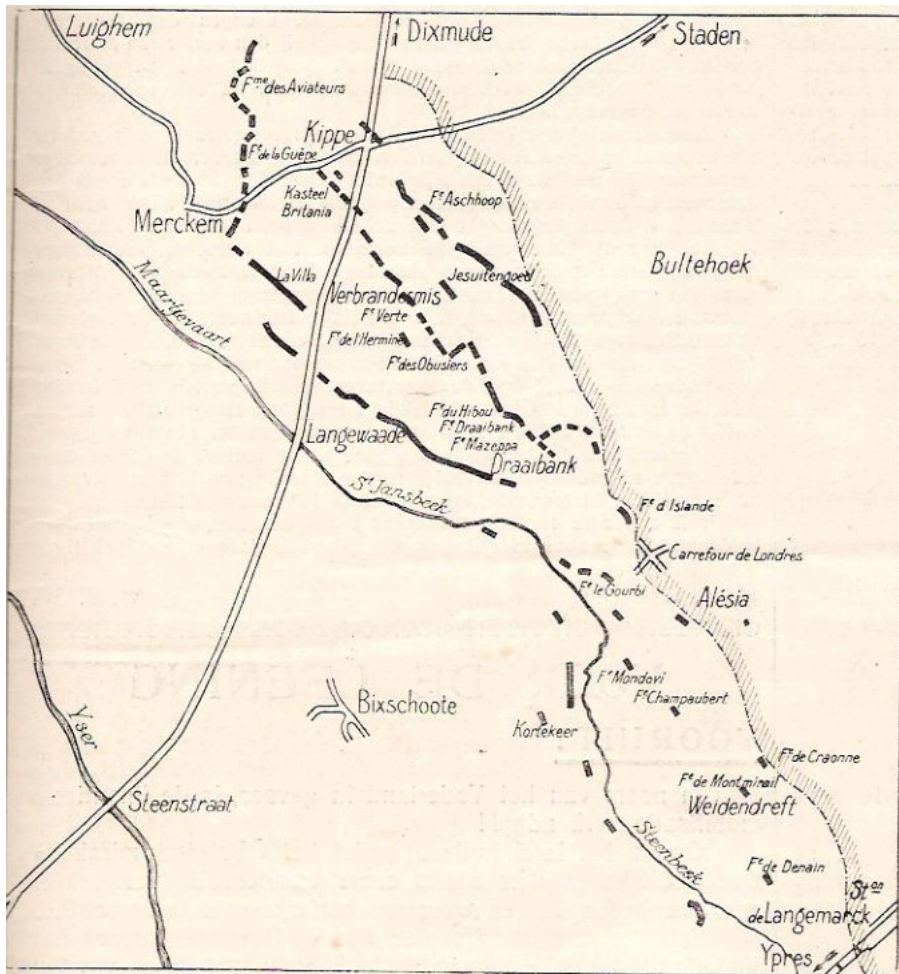 Luighem
Dixmude
Staden
Fme des Aviateurs
Kippe
Fe de la Guêpe
Kasteel
Britania
Fe Aschhoop
Merckem
Bultehoek
La Villa
Jesuitengoed
Maartjevaart
Verbrandesmis
Fe Verte
Fe de l'Hermine
Fe des Obusiers
Fe du Hibou
Fe Draaibank
Fe Mazeppa
Langewaade
Draaibank
St Jansbeek
Fe d'Islande
Carrefour de Londres
Fe le Gourbi
Alésia
Fe Mondovi
Fe Champaubert
Bixschoote
Kortekeer
Yser
Fe de Craonne
Fe de Montmirail
Steenstraat
Weidendreft
Steenbeek
Fe de Denain
Ston
de Langemarck
Ypres